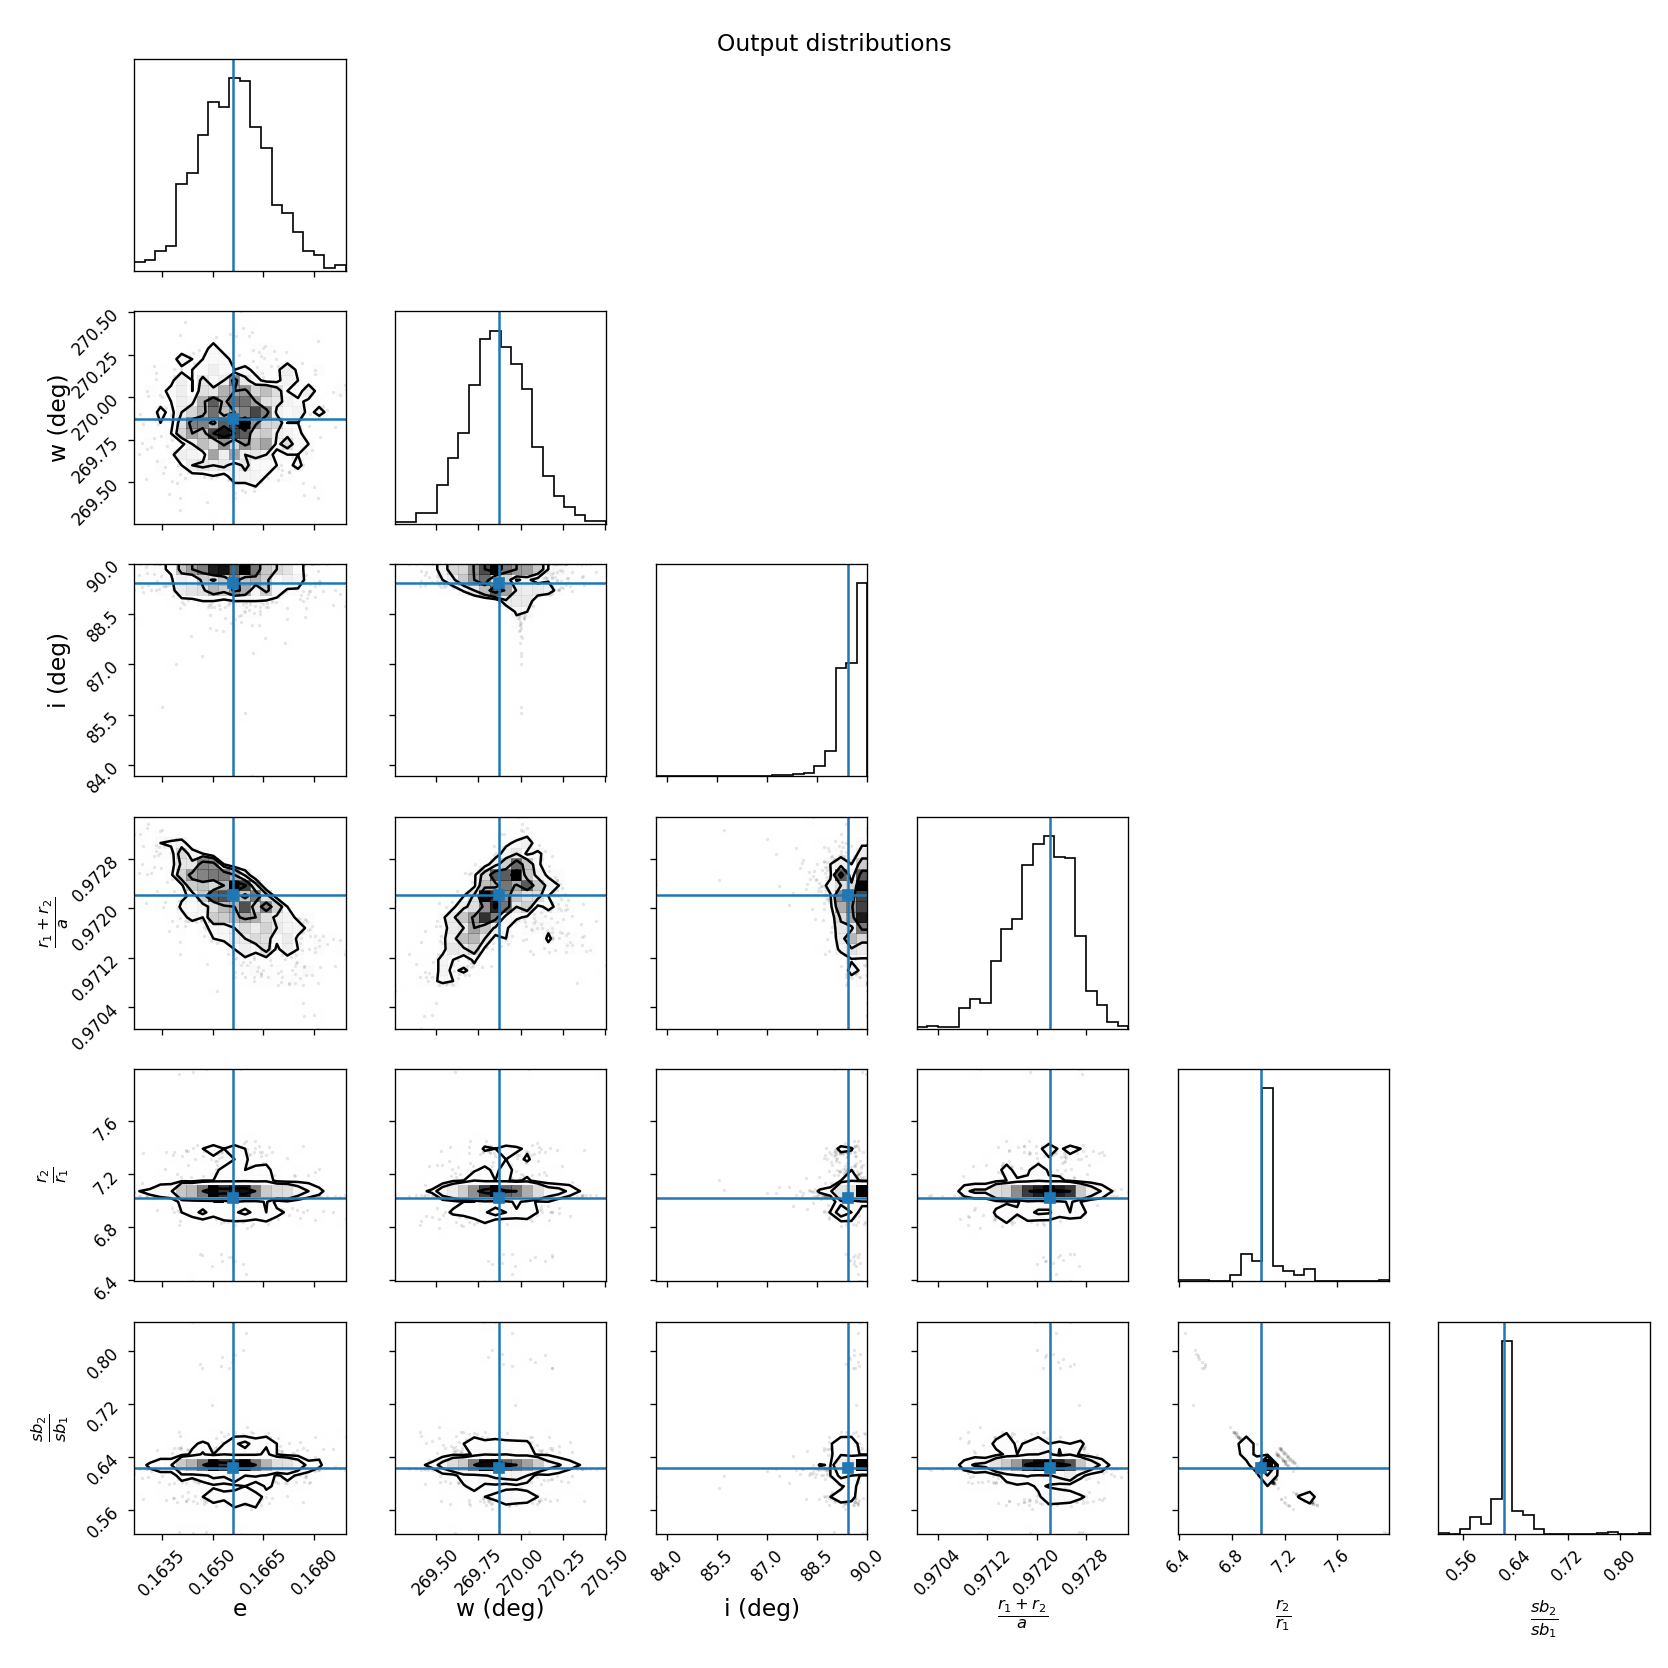 Output distributions
270.50
270.25
270.00
269.75
269.50
w (deg)
90.0
88.5
87.0
85.5
84.0
i (deg)
0.9728
0.9720
0.9712
0.9704
r₁ + r₂
a
7.6
7.2
6.8
6.4
r₂
r₁
0.80
0.72
0.64
0.56
sb₂
sb₁
0.1635 0.1650 0.1665 0.1680
269.50 269.75 270.00 270.25 270.50
84.0 85.5 87.0 88.5 90.0
0.9704 0.9712 0.9720 0.9728
6.4 6.8 7.2 7.6
0.56 0.64 0.72 0.80
e
w (deg)
i (deg)
r₁ + r₂
a
r₂
r₁
sb₂
sb₁